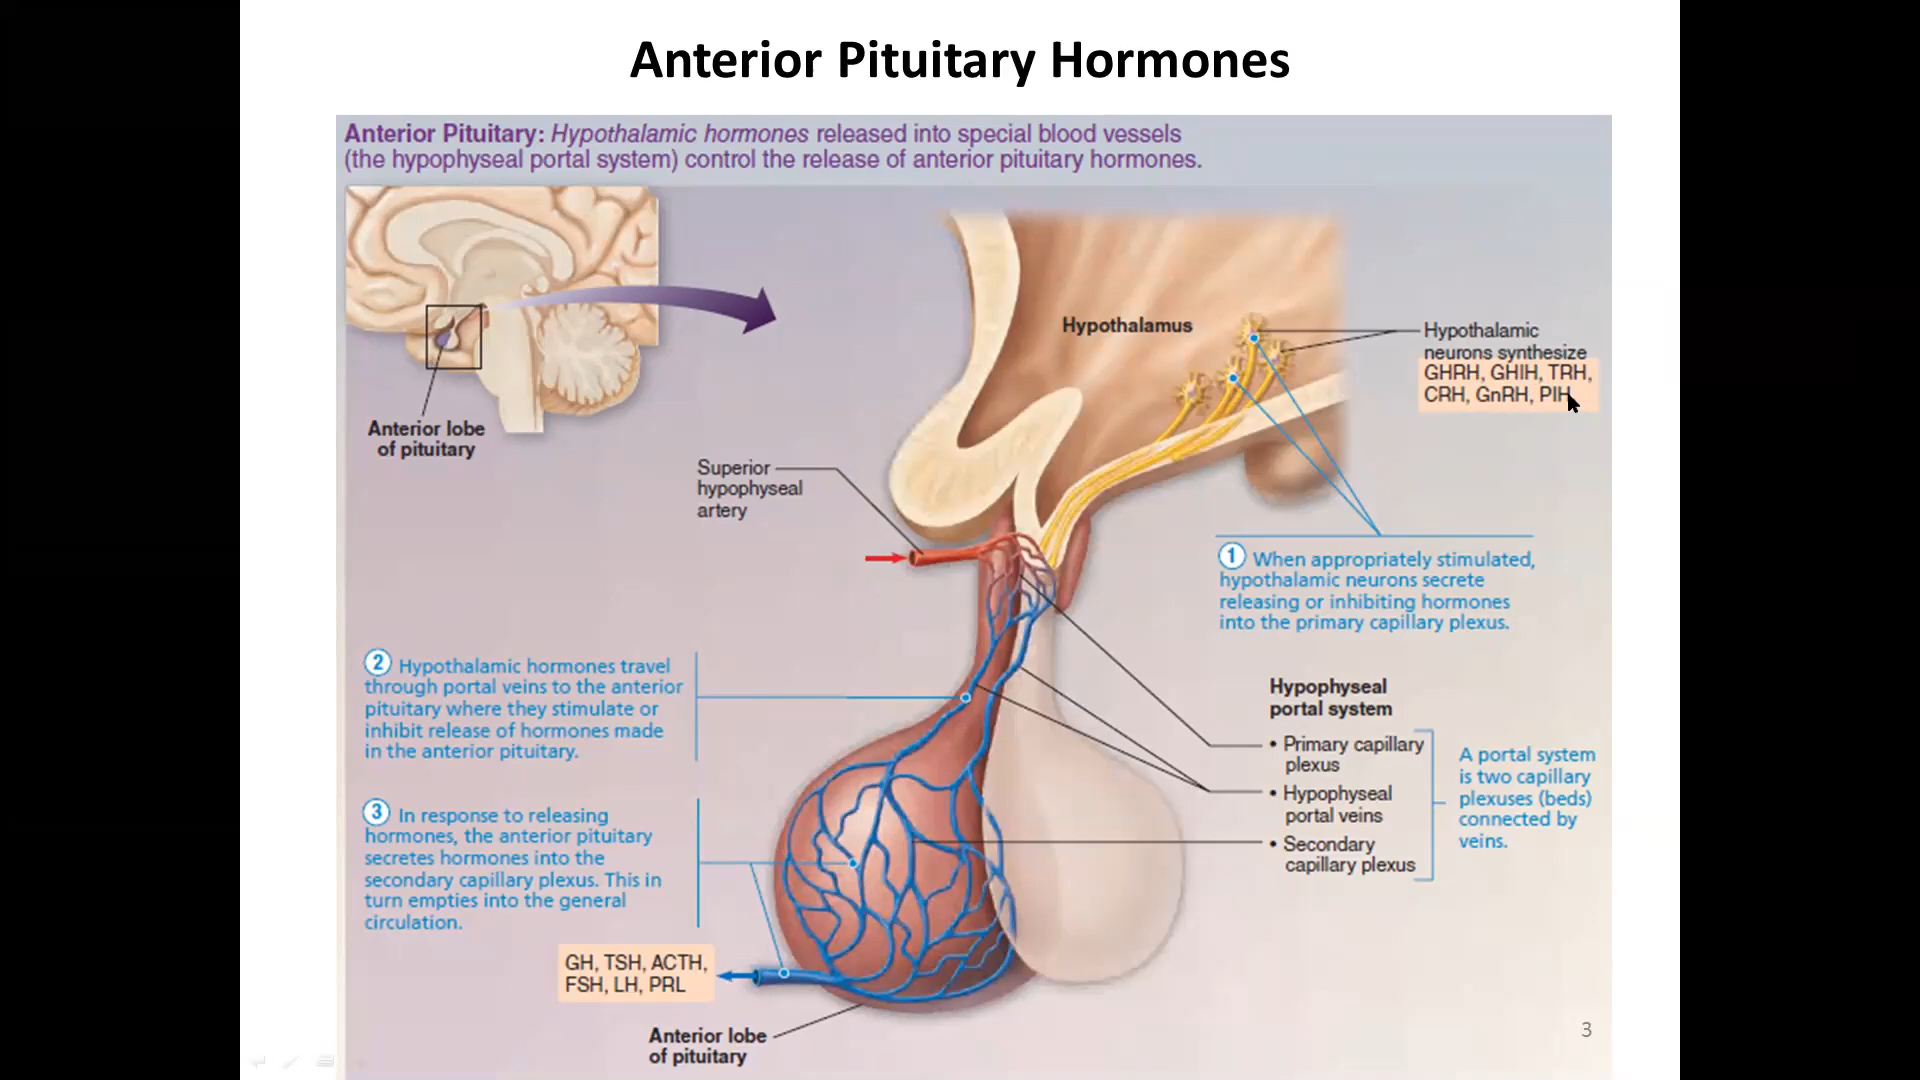 Anterior Pituitary Hormones
Anterior Pituitary: Hypothalamic hormones released into special blood vessels
(the hypophyseal portal system) control the release of anterior pituitary hormones.
Anterior lobe
of pituitary
Hypothalamus
Hypothalamic
neurons synthesize
GHRH, GHIH, TRH,
CRH, GnRH, PIH
Superior
hypophyseal
artery
1 When appropriately stimulated,
hypothalamic neurons secrete
releasing or inhibiting hormones
into the primary capillary plexus.
2 Hypothalamic hormones travel
through portal veins to the anterior
pituitary where they stimulate or
inhibit release of hormones made
in the anterior pituitary.
Hypophyseal
portal system
• Primary capillary
plexus
• Hypophyseal
portal veins
• Secondary
capillary plexus
A portal system
is two capillary
plexuses (beds)
connected by
veins.
3 In response to releasing
hormones, the anterior pituitary
secretes hormones into the
secondary capillary plexus. This in
turn empties into the general
circulation.
GH, TSH, ACTH,
FSH, LH, PRL
Anterior lobe
of pituitary
3